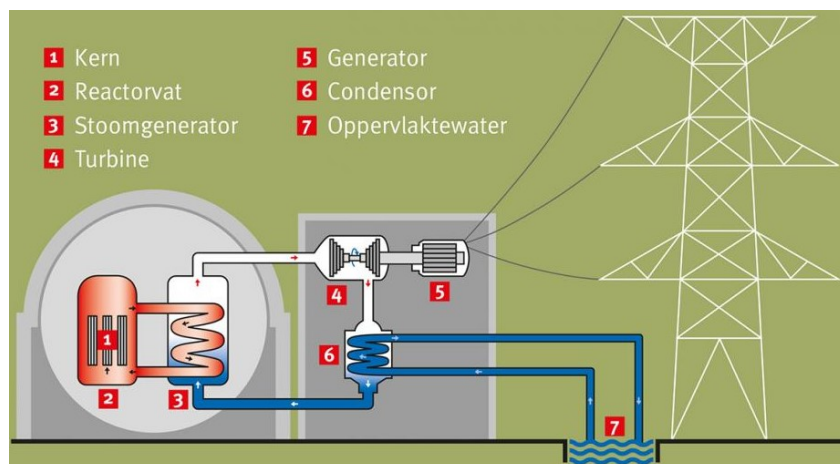 1 Kern
2 Reactorvat
3 Stoomgenerator
4 Turbine
5 Generator
6 Condensor
7 Oppervlaktewater
4
5
1
6
2
3
7